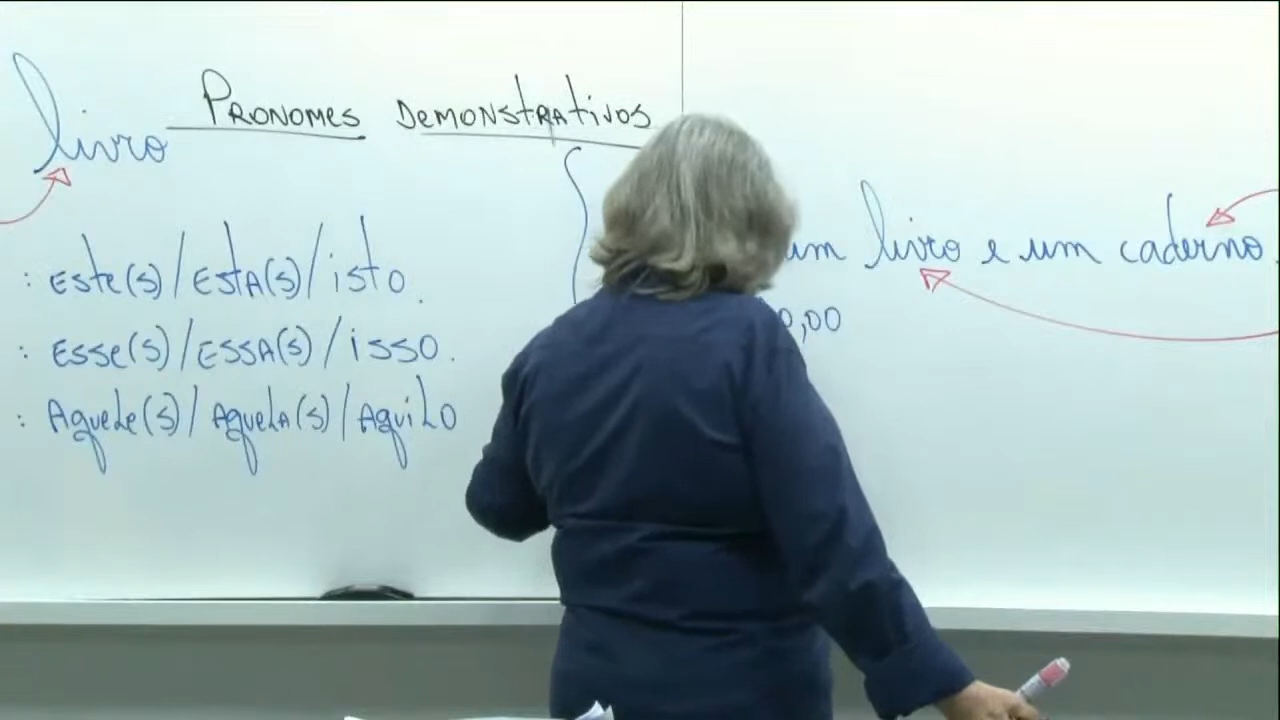 PRONOMES DEMONSTRATIVOS
livro
: ESTE(S) / ESTA(S) / ISTO.
: ESSE(S) / ESSA(S) / ISSO.
: AQUELE(S) / AQUELA(S) / AQUILO
um livro e um caderno.
0,00